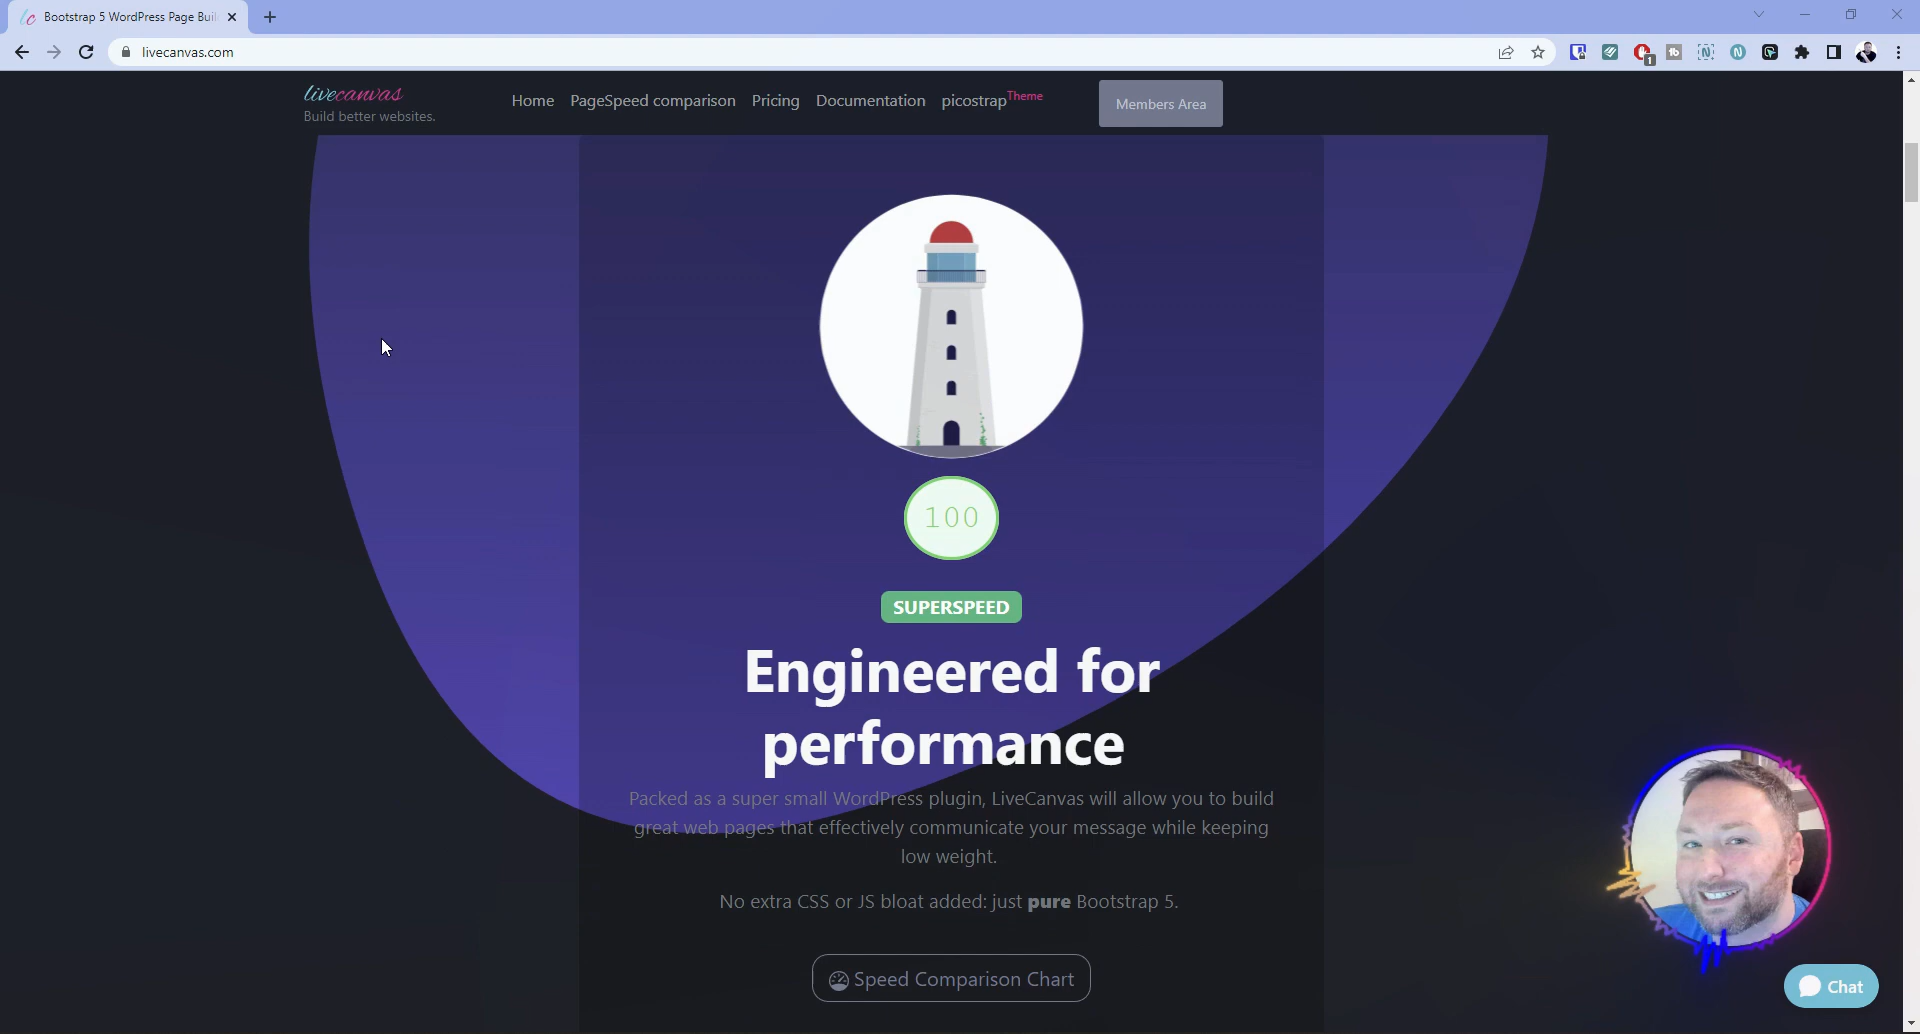 Bootstrap 5 WordPress Page Buil
livecanvas.com
1
livecanvas
Build better websites.
Home
PageSpeed comparison
Pricing
Documentation
picostrapTheme
Members Area
100
SUPERSPEED
Engineered for
performance
Packed as a super small WordPress plugin, LiveCanvas will allow you to build
great web pages that effectively communicate your message while keeping
low weight.
No extra CSS or JS bloat added: just pure Bootstrap 5.
Speed Comparison Chart
Chat